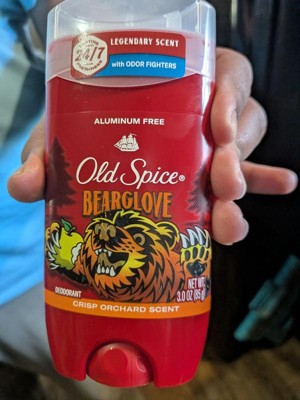 LEGENDARY SCENT
24/7
with ODOR FIGHTERS
ALUMINUM FREE
Old Spice®
BEARGLOVE
DEODORANT
NET WT.
3.0 OZ (85 g)
CRISP ORCHARD SCENT